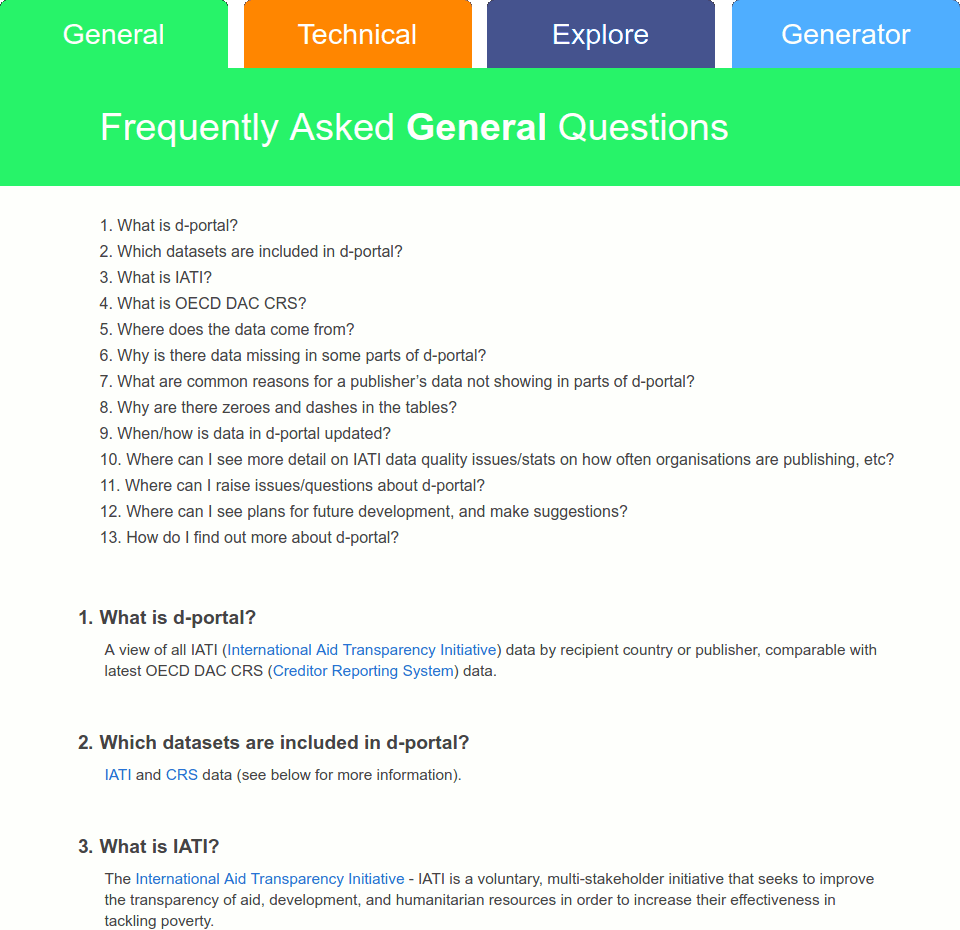 General
Technical
Explore
Generator
Frequently Asked General Questions
1. What is d-portal?
2. Which datasets are included in d-portal?
3. What is IATI?
4. What is OECD DAC CRS?
5. Where does the data come from?
6. Why is there data missing in some parts of d-portal?
7. What are common reasons for a publisher’s data not showing in parts of d-portal?
8. Why are there zeroes and dashes in the tables?
9. When/how is data in d-portal updated?
10. Where can I see more detail on IATI data quality issues/stats on how often organisations are publishing, etc?
11. Where can I raise issues/questions about d-portal?
12. Where can I see plans for future development, and make suggestions?
13. How do I find out more about d-portal?
1. What is d-portal?
A view of all IATI (International Aid Transparency Initiative) data by recipient country or publisher, comparable with
latest OECD DAC CRS (Creditor Reporting System) data.
2. Which datasets are included in d-portal?
IATI and CRS data (see below for more information).
3. What is IATI?
The International Aid Transparency Initiative - IATI is a voluntary, multi-stakeholder initiative that seeks to improve
the transparency of aid, development, and humanitarian resources in order to increase their effectiveness in
tackling poverty.